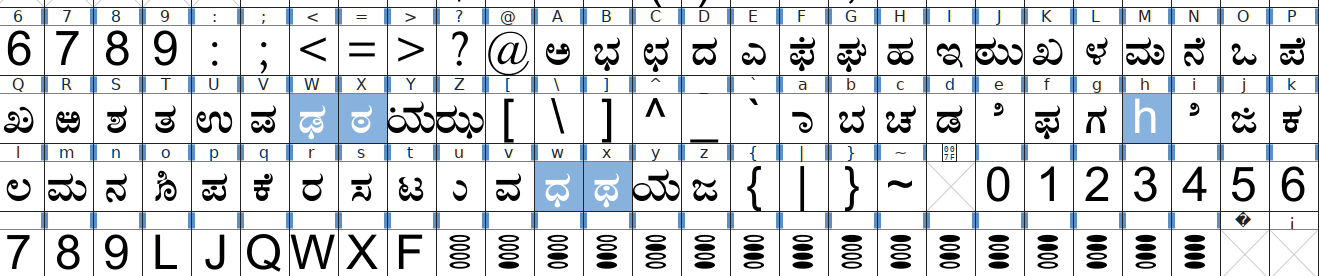 6 7 8 9 : ; < = > ? @ A B C D E F G H I J K L M N O P
6 7 8 9 : ; < = > ? @ ಆ ಭ ಛ ದ ಎ ಘ ಹ ಇ ಖ ಳ ಮ ನೆ ಒ ಪೆ
Q R S T U V W X Y Z [ \ ] ^ _ ` a b c d e f g h i j k
ಖಿ ಱ ಶ ತ ಉ ಪ ಢ ಠ ಝ [ \ ] ^ _ ` ಾ ಬ ಚ ಡ ಫ ಗ h ಜ ಕ
l m n o p q r s t u v w x y z { | } ~
ಲ ಮ ನ ಪ ಕೆ ರ ಸ ಟ ು ವ ಧ ಥ ಯ ಜ { | } ~ 0 1 2 3 4 5 6
� ¡
7 8 9 L J Q W X F